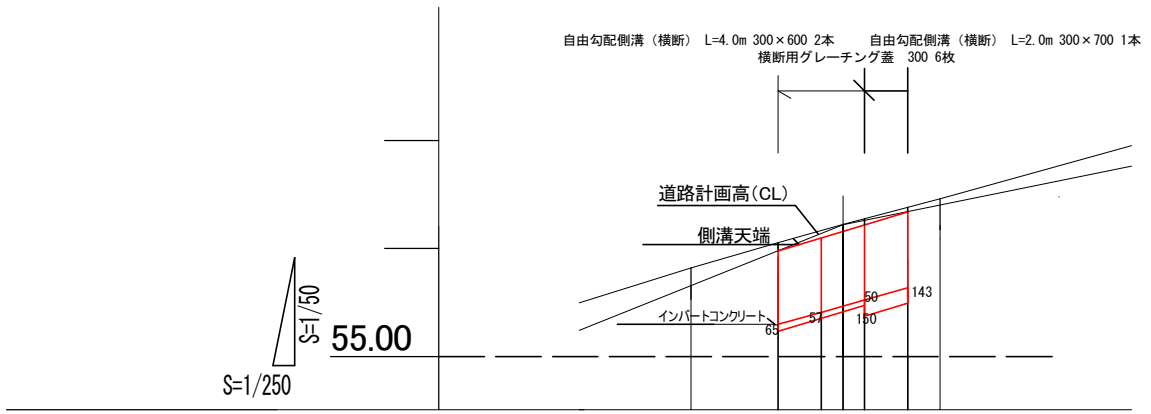 自由勾配側溝（横断） L=4.0m 300×600 2本
自由勾配側溝（横断） L=2.0m 300×700 1本
横断用グレーチング蓋 300 6枚
道路計画高(CL)
側溝天端
50
143
インバートコンクリート
65
57
150
S=1/50
55.00
S=1/250